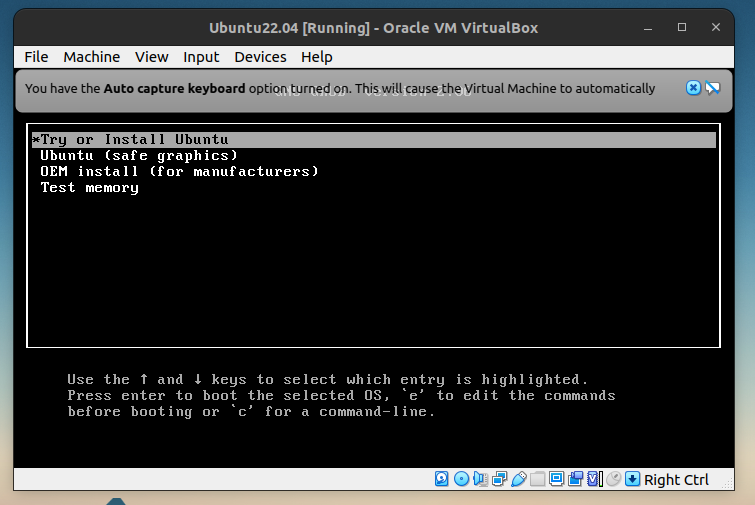 Ubuntu22.04 [Running] - Oracle VM VirtualBox
File Machine View Input Devices Help
You have the Auto capture keyboard option turned on. This will cause the Virtual Machine to automatically
*Try or Install Ubuntu
Ubuntu (safe graphics)
OEM install (for manufacturers)
Test memory
Use the ↑ and ↓ keys to select which entry is highlighted.
Press enter to boot the selected OS, `e' to edit the commands
before booting or `c' for a command-line.
Right Ctrl